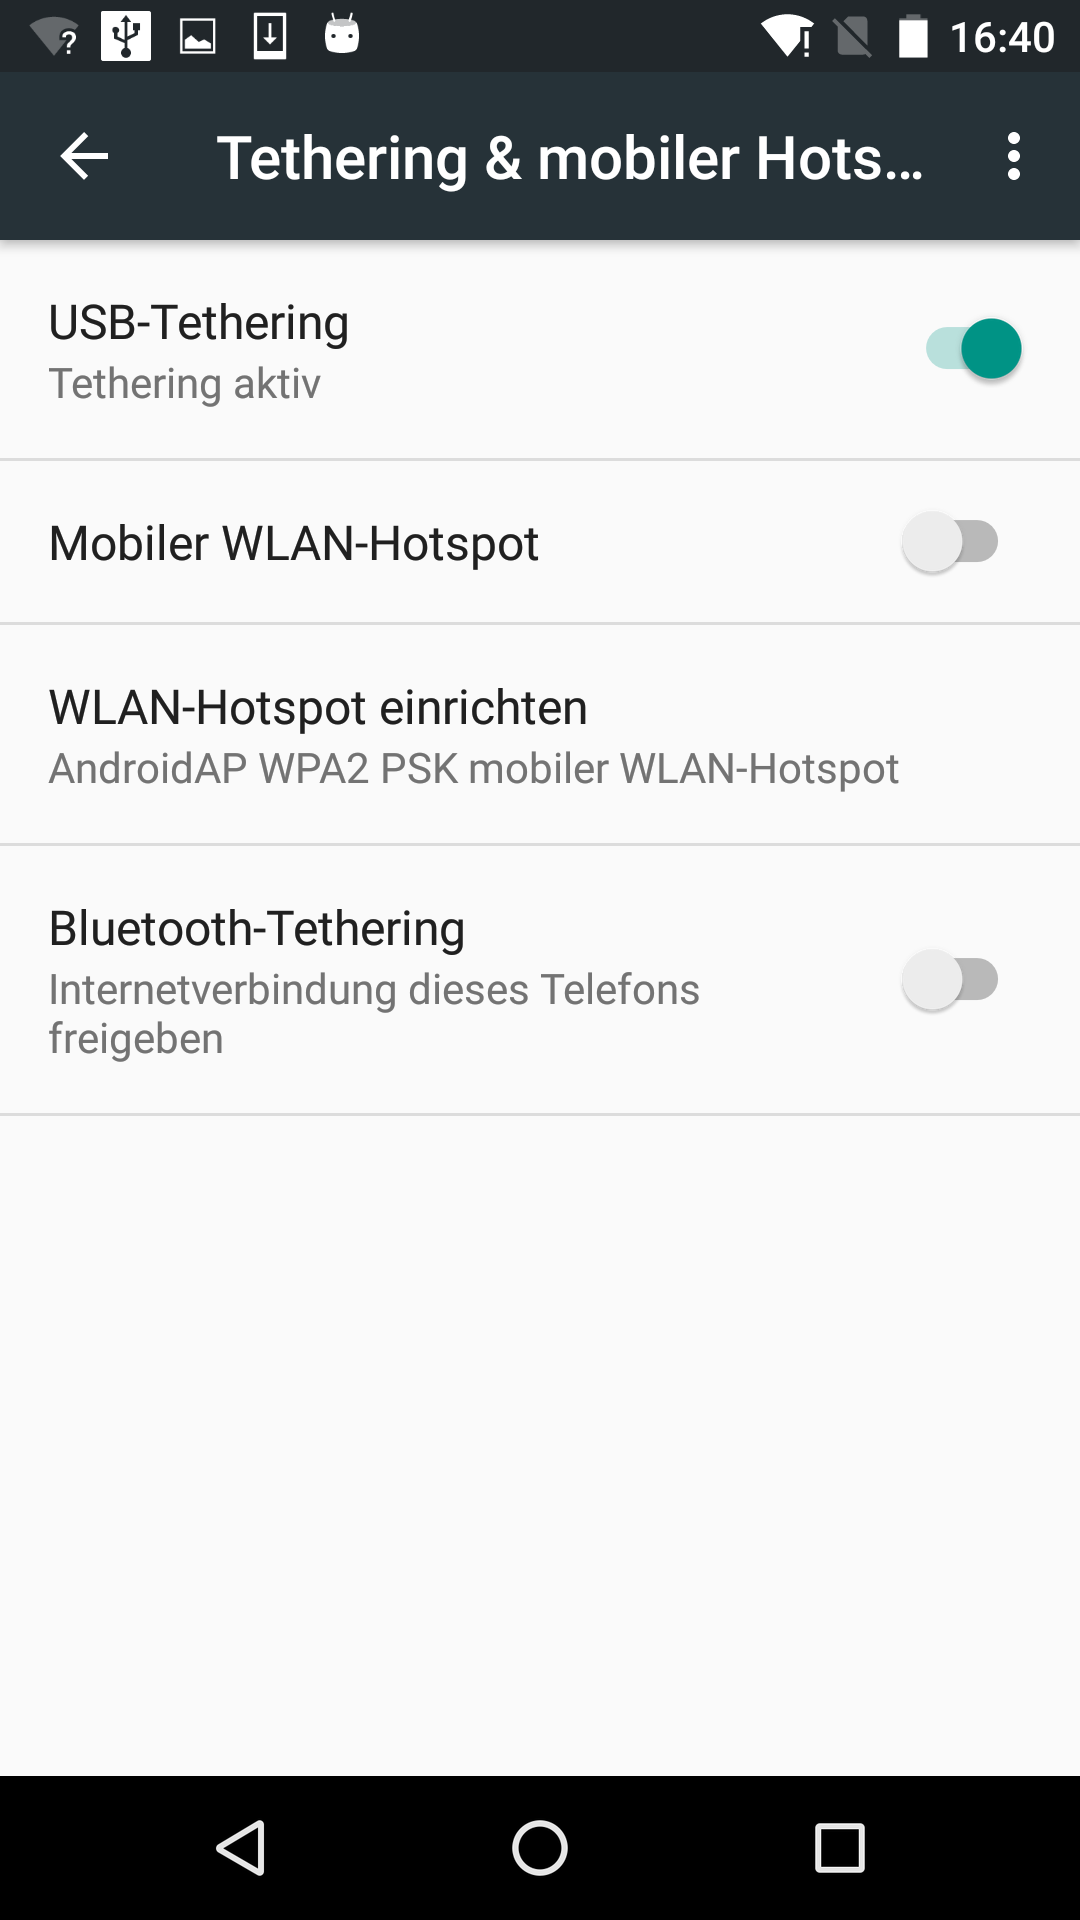 16:40
Tethering & mobiler Hots...
USB-Tethering
Tethering aktiv
Mobiler WLAN-Hotspot
WLAN-Hotspot einrichten
AndroidAP WPA2 PSK mobiler WLAN-Hotspot
Bluetooth-Tethering
Internetverbindung dieses Telefons
freigeben